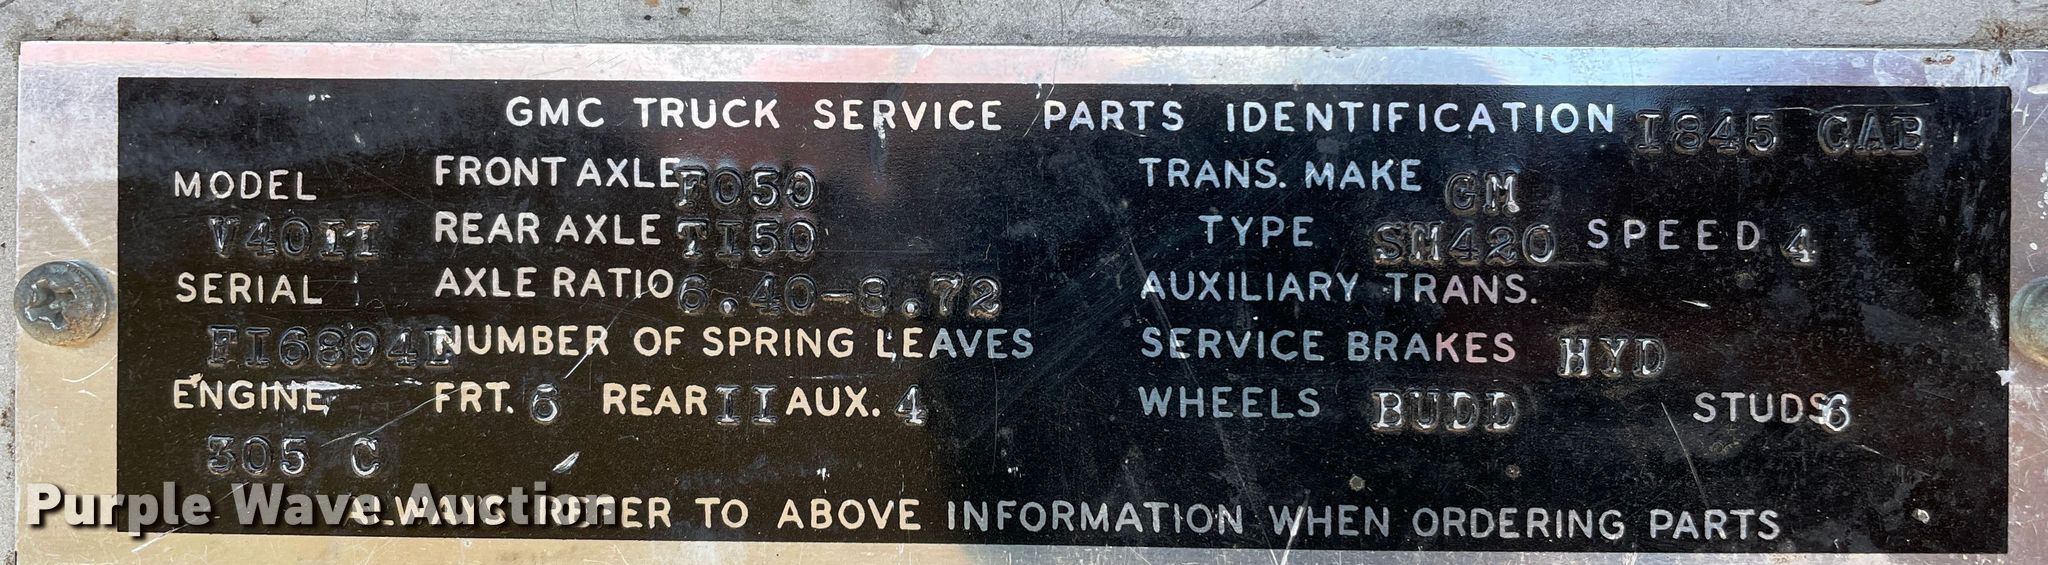 GMC TRUCK SERVICE PARTS IDENTIFICATION I845 CAB
MODEL FRONT AXLE F050 TRANS. MAKE GM
V40II REAR AXLE TI50 TYPE SM420 SPEED 4
SERIAL AXLE RATIO 6.40-8.72 AUXILIARY TRANS.
FI6894E NUMBER OF SPRING LEAVES SERVICE BRAKES HYD
ENGINE FRT. 6 REAR II AUX. 4 WHEELS BUDD STUDS 6
305 C
ALWAYS REFER TO ABOVE INFORMATION WHEN ORDERING PARTS
Purple Wave Auction